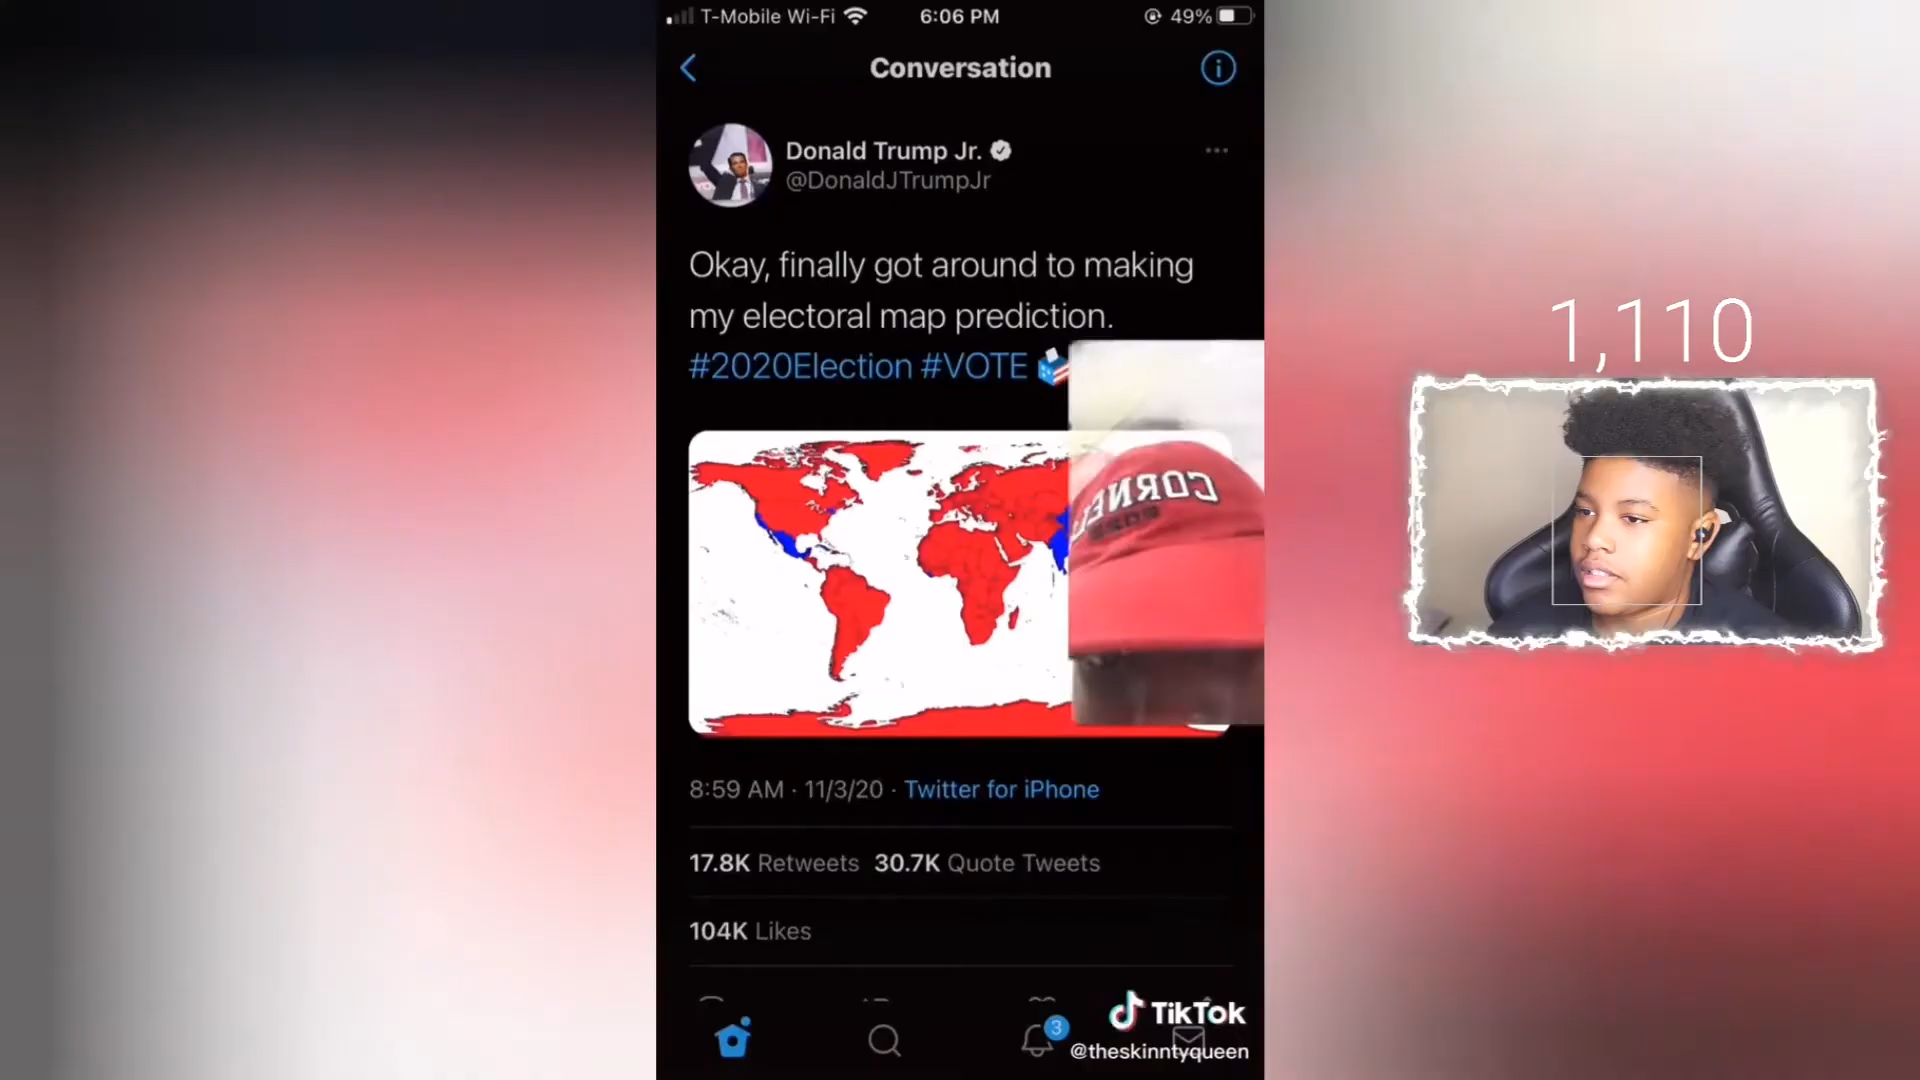 T-Mobile Wi-Fi 6:06 PM 49%
Conversation
Donald Trump Jr.
@DonaldJTrumpJr
Okay, finally got around to making
my electoral map prediction.
#2020Election #VOTE
CORNEL
1,110
8:59 AM · 11/3/20 · Twitter for iPhone
17.8K Retweets 30.7K Quote Tweets
104K Likes
3
TikTok
@theskinntyqueen